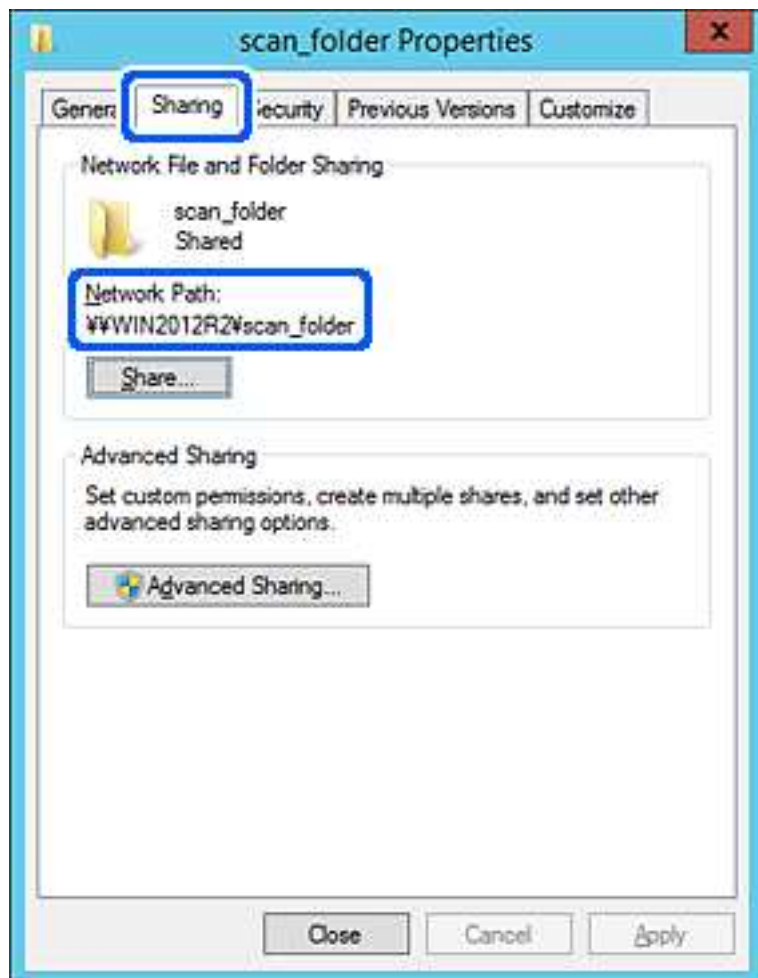 scan_folder Properties
General Sharing Security Previous Versions Customize
Network File and Folder Sharing
scan_folder
Shared
Network Path:
¥¥WIN2012R2¥scan_folder
Share...
Advanced Sharing
Set custom permissions, create multiple shares, and set other
advanced sharing options.
Advanced Sharing...
Close Cancel Apply